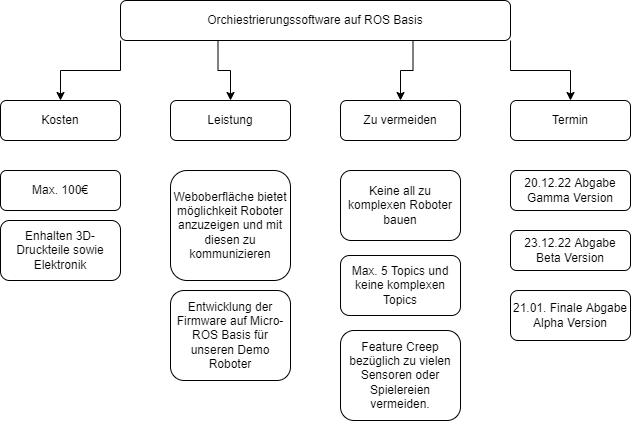 Orchiestrierungssoftware auf ROS Basis
Kosten
Leistung
Zu vermeiden
Termin
Max. 100€
Enhalten 3D-
Druckteile sowie
Elektronik
Weboberfläche bietet
möglichkeit Roboter
anzuzeigen und mit
diesen zu
kommunizieren
Entwicklung der
Firmware auf Micro-
ROS Basis für
unseren Demo
Roboter
Keine all zu
komplexen Roboter
bauen
Max. 5 Topics und
keine komplexen
Topics
Feature Creep
bezüglich zu vielen
Sensoren oder
Spielereien
vermeiden.
20.12.22 Abgabe
Gamma Version
23.12.22 Abgabe
Beta Version
21.01. Finale Abgabe
Alpha Version